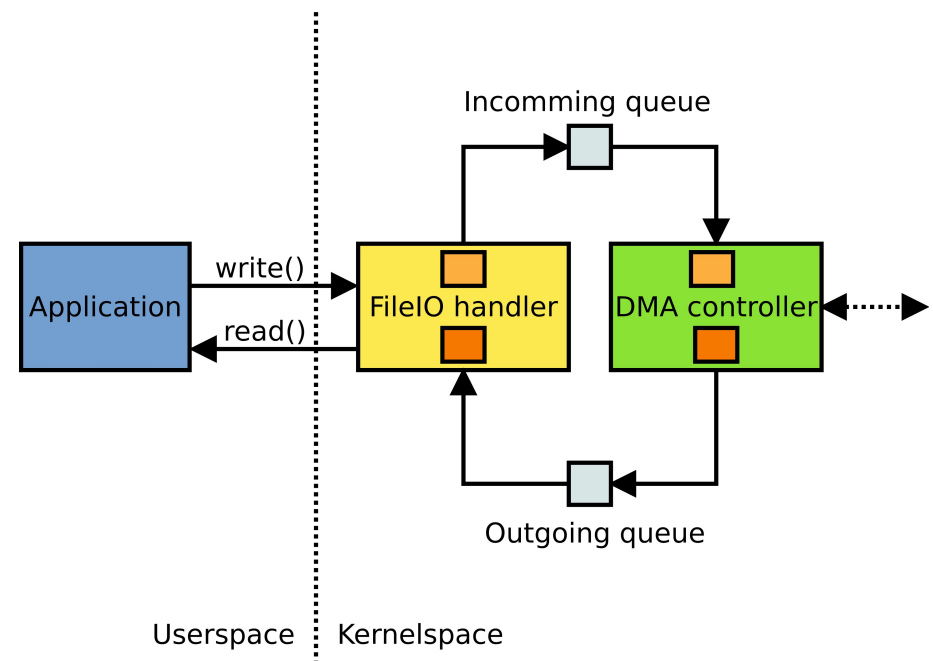 Incomming queue
write()
Application
FileIO handler
DMA controller
read()
Outgoing queue
Userspace
Kernelspace